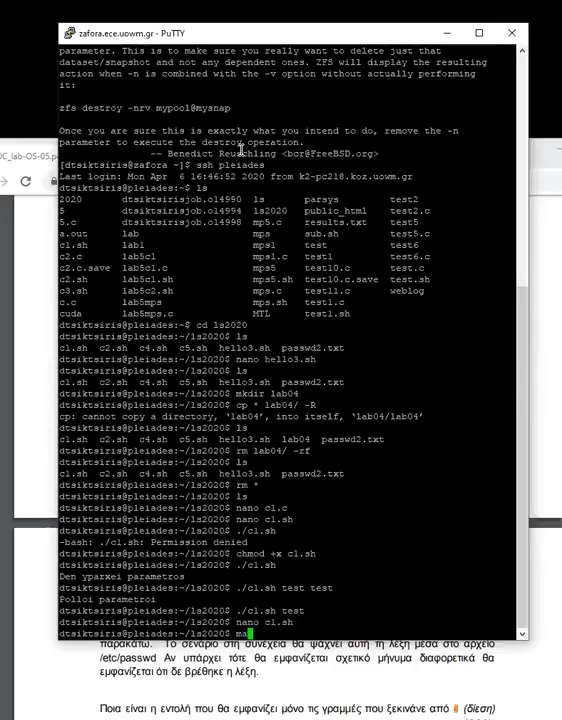 zafora.ece.uowm.gr - PuTTY
parameter. This is to make sure you really want to delete just that
dataset/snapshot and not any dependent ones. ZFS will display the resulting
action when -n is combined with the -v option without actually performing
it:
zfs destroy -nrv mypool@mysnap
Once you are sure this is exactly what you intend to do, remove the -n
parameter to execute the destroy operation.
-- Benedict Reuschling <bcr@FreeBSD.org>
[dtsiktsiris@zafora ~]$ ssh pleiades
Last login: Mon Apr  6 16:46:52 2020 from k2-pc218.koz.uowm.gr
dtsiktsiris@pleiades:~$ ls
2020 dtsiktsirisjob.o14990 ls parsys test2
5 dtsiktsirisjob.o14994 ls2020 public_html test2.c
5.c dtsiktsirisjob.o14998 mp5.c results.txt test5
a.out lab mps sub.sh test5.c
c1.sh lab1 mps1 test test6
c2.c lab5c1 mps1.c test1 test6.c
c2.c.save lab5c1.c mps5 test10.c test.c
c2.sh lab5c1.sh mps5.sh test10.c.save test.sh
c3.sh lab5c2.sh mps.c test11.c weblog
c.c lab5mps mps.sh test1.c
cuda lab5mps.c MTL test1.sh
dtsiktsiris@pleiades:~$ cd ls2020
dtsiktsiris@pleiades:~/ls2020$ ls
c1.sh c2.sh c4.sh c5.sh hello3.sh passwd2.txt
dtsiktsiris@pleiades:~/ls2020$ nano hello3.sh
dtsiktsiris@pleiades:~/ls2020$ ls
c1.sh c2.sh c4.sh c5.sh hello3.sh passwd2.txt
dtsiktsiris@pleiades:~/ls2020$ mkdir lab04
dtsiktsiris@pleiades:~/ls2020$ cp * lab04/ -R
cp: cannot copy a directory, ‘lab04’, into itself, ‘lab04/lab04’
dtsiktsiris@pleiades:~/ls2020$ ls
c1.sh c2.sh c4.sh c5.sh hello3.sh lab04 passwd2.txt
dtsiktsiris@pleiades:~/ls2020$ rm lab04/ -rf
dtsiktsiris@pleiades:~/ls2020$ ls
c1.sh c2.sh c4.sh c5.sh hello3.sh passwd2.txt
dtsiktsiris@pleiades:~/ls2020$ rm *
dtsiktsiris@pleiades:~/ls2020$ ls
dtsiktsiris@pleiades:~/ls2020$ nano c1.c
dtsiktsiris@pleiades:~/ls2020$ nano c1.sh
dtsiktsiris@pleiades:~/ls2020$ ./c1.sh
-bash: ./c1.sh: Permission denied
dtsiktsiris@pleiades:~/ls2020$ chmod +x c1.sh
dtsiktsiris@pleiades:~/ls2020$ ./c1.sh
Den yparxei parametros
dtsiktsiris@pleiades:~/ls2020$ ./c1.sh test test
Polloi parametroi
dtsiktsiris@pleiades:~/ls2020$ ./c1.sh test
dtsiktsiris@pleiades:~/ls2020$ nano c1.sh
dtsiktsiris@pleiades:~/ls2020$ ma
OC_lab-OS-05.p
παρακάτω. Το σενάριο στη συνέχεια θα ψάχνει αυτή τη λέξη μέσα στο αρχείο
/etc/passwd Αν υπάρχει τότε θα εμφανίζεται σχετικό μήνυμα διαφορετικά θα
εμφανίζεται ότι δε βρέθηκε η λέξη.
Ποια είναι η εντολή που θα εμφανίζει μόνο τις γραμμές που ξεκινάνε από # (δίεση)